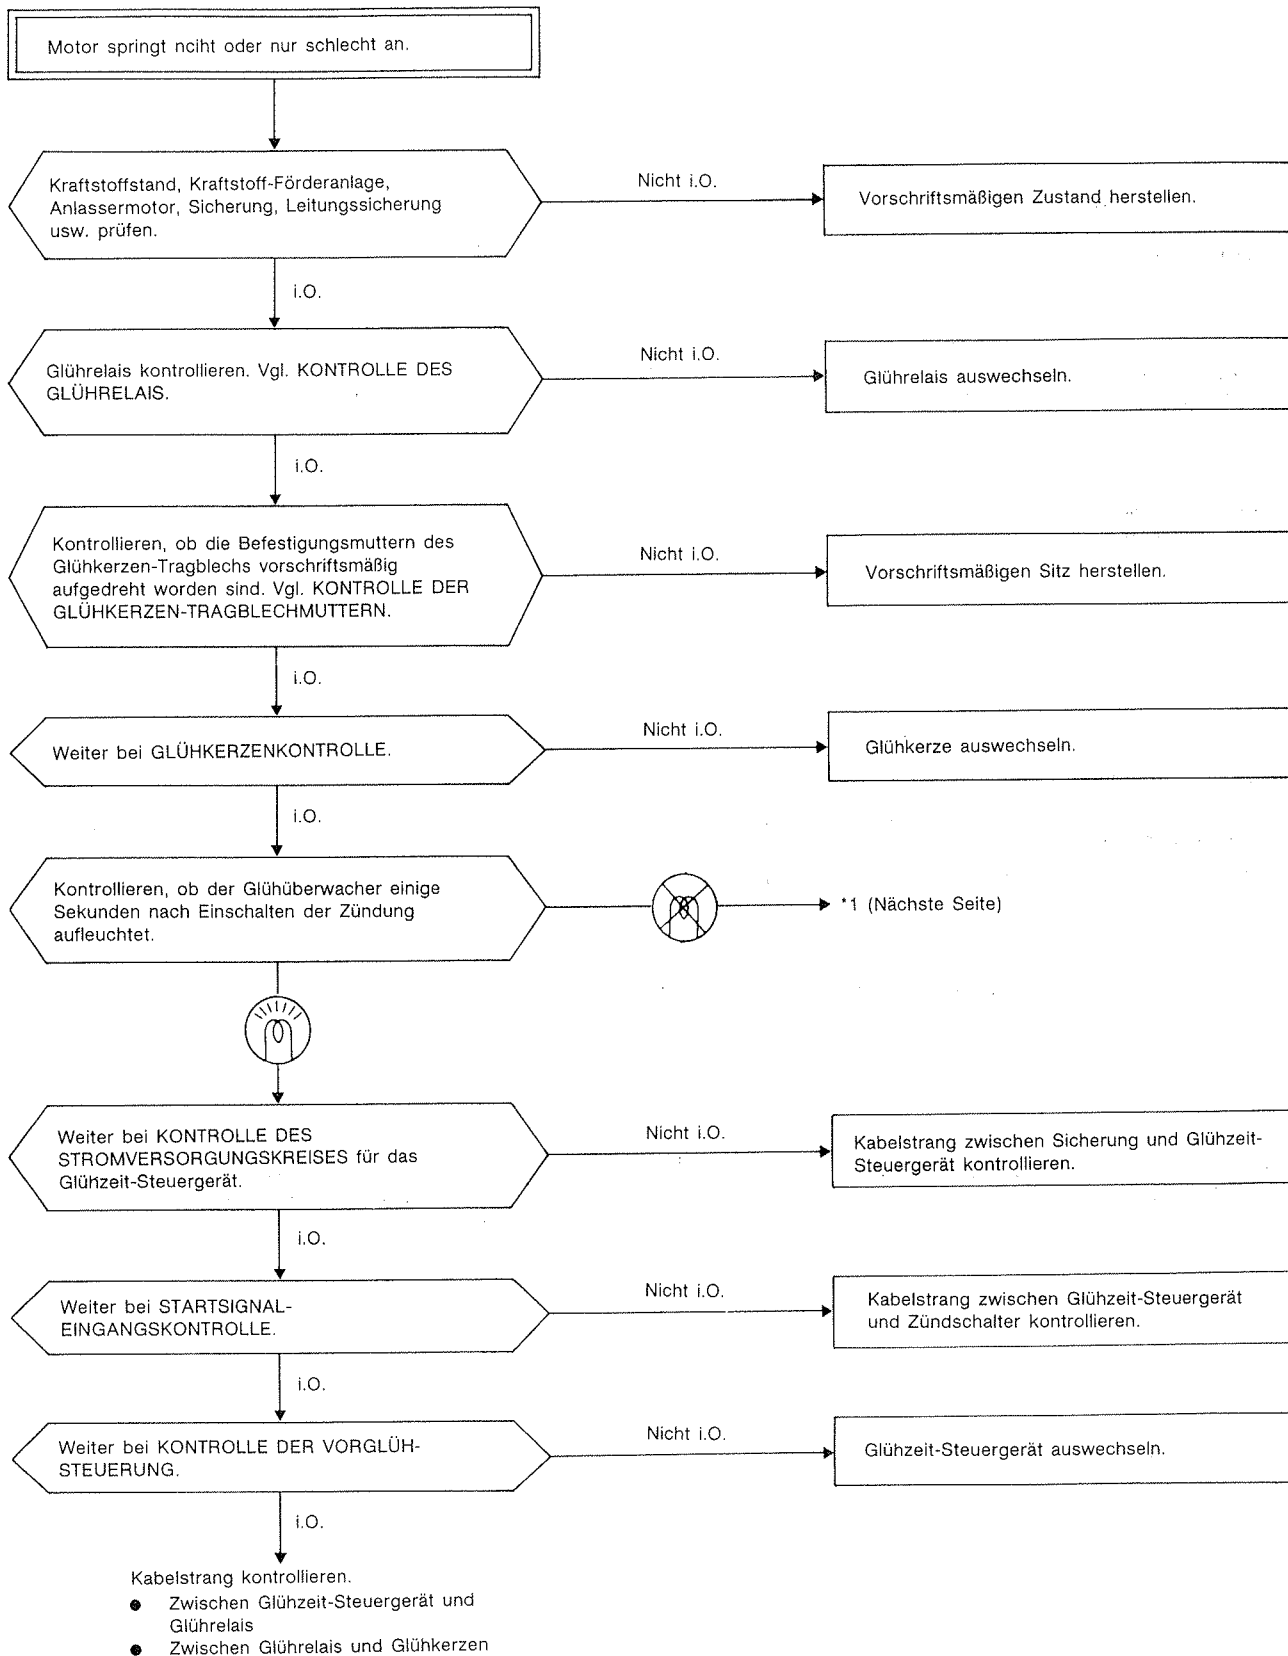 Motor springt nciht oder nur schlecht an.
Kraftstoffstand, Kraftstoff-Förderanlage,
Anlassermotor, Sicherung, Leitungssicherung
usw. prüfen.
Nicht i.O.
Vorschriftsmäßigen Zustand herstellen.
i.O.
Glührelais kontrollieren. Vgl. KONTROLLE DES
GLÜHRELAIS.
Nicht i.O.
Glührelais auswechseln.
i.O.
Kontrollieren, ob die Befestigungsmuttern des
Glühkerzen-Tragblechs vorschriftsmäßig
aufgedreht worden sind. Vgl. KONTROLLE DER
GLÜHKERZEN-TRAGBLECHMUTTERN.
Nicht i.O.
Vorschriftsmäßigen Sitz herstellen.
i.O.
Weiter bei GLÜHKERZENKONTROLLE.
Nicht i.O.
Glühkerze auswechseln.
i.O.
Kontrollieren, ob der Glühüberwacher einige
Sekunden nach Einschalten der Zündung
aufleuchtet.
*1 (Nächste Seite)
Weiter bei KONTROLLE DES
STROMVERSORGUNGSKREISES für das
Glühzeit-Steuergerät.
Nicht i.O.
Kabelstrang zwischen Sicherung und Glühzeit-
Steuergerät kontrollieren.
i.O.
Weiter bei STARTSIGNAL-
EINGANGSKONTROLLE.
Nicht i.O.
Kabelstrang zwischen Glühzeit-Steuergerät
und Zündschalter kontrollieren.
i.O.
Weiter bei KONTROLLE DER VORGLÜH-
STEUERUNG.
Nicht i.O.
Glühzeit-Steuergerät auswechseln.
i.O.
Kabelstrang kontrollieren.
● Zwischen Glühzeit-Steuergerät und
Glührelais
● Zwischen Glührelais und Glühkerzen